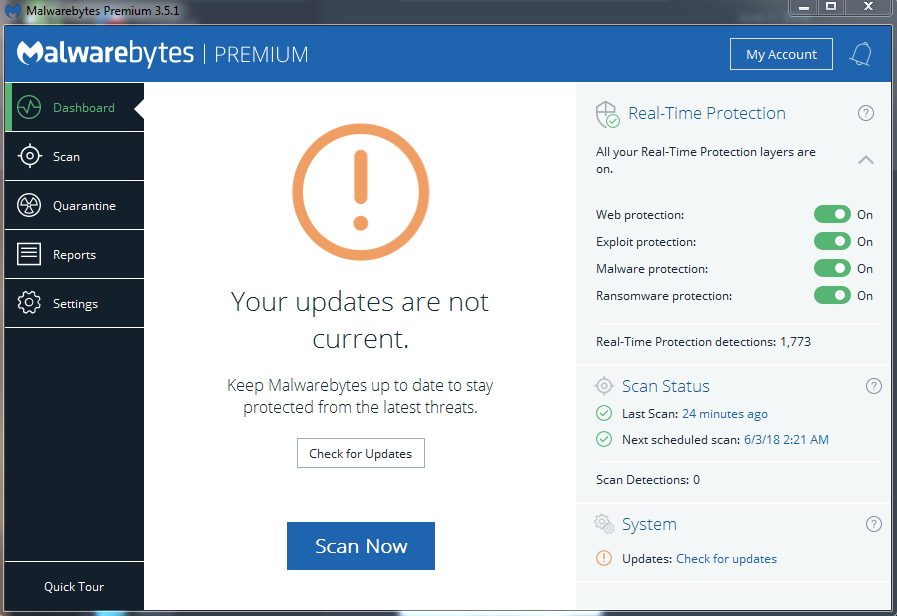 Malwarebytes Premium 3.5.1
Malwarebytes | PREMIUM
My Account
Dashboard
Scan
Quarantine
Reports
Settings
Quick Tour
Your updates are not
current.
Keep Malwarebytes up to date to stay
protected from the latest threats.
Check for Updates
Scan Now
Real-Time Protection
?
All your Real-Time Protection layers are
on.
Web protection: On
Exploit protection: On
Malware protection: On
Ransomware protection: On
Real-Time Protection detections: 1,773
Scan Status
?
Last Scan: 24 minutes ago
Next scheduled scan: 6/3/18 2:21 AM
Scan Detections: 0
System
?
Updates: Check for updates